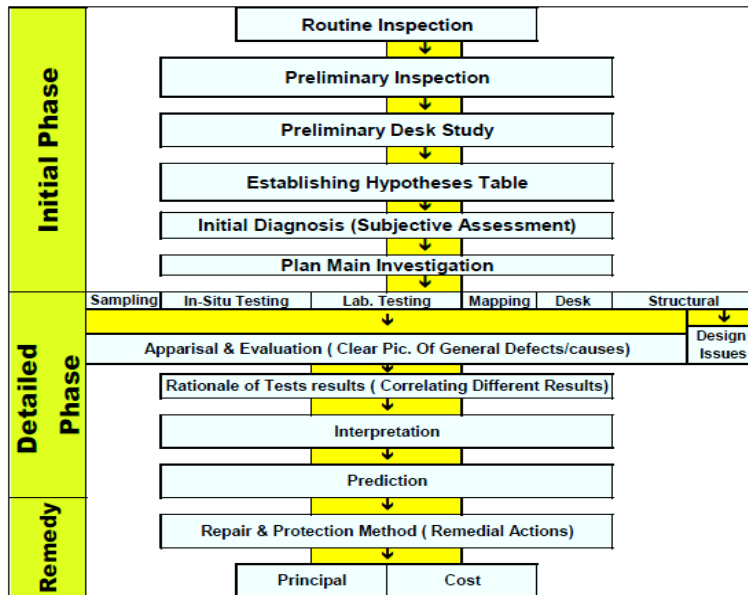 Initial Phase
Routine Inspection
Preliminary Inspection
Preliminary Desk Study
Establishing Hypotheses Table
Initial Diagnosis (Subjective Assessment)
Plan Main Investigation
Detailed
Phase
Sampling In-Situ Testing Lab. Testing Mapping Desk Structural
Apparisal & Evaluation ( Clear Pic. Of General Defects/causes)
Design
Issues
Rationale of Tests results ( Correlating Different Results)
Interpretation
Prediction
Remedy
Repair & Protection Method ( Remedial Actions)
Principal Cost